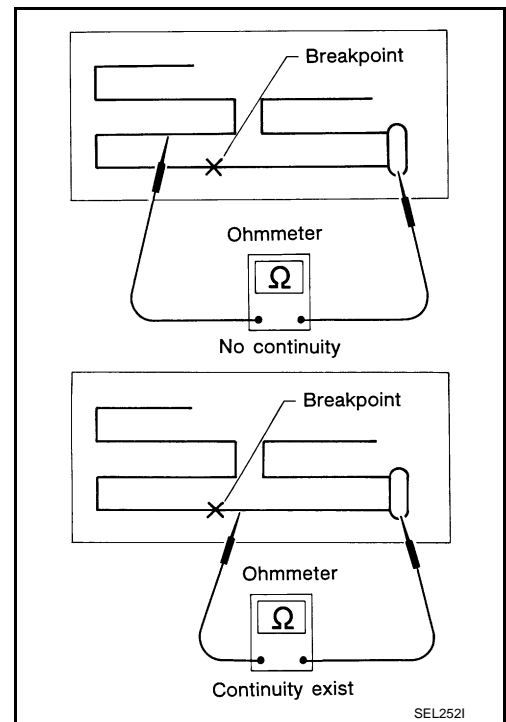 Breakpoint
Ohmmeter
Ω
No continuity
Breakpoint
Ohmmeter
Ω
Continuity exist
SEL252I